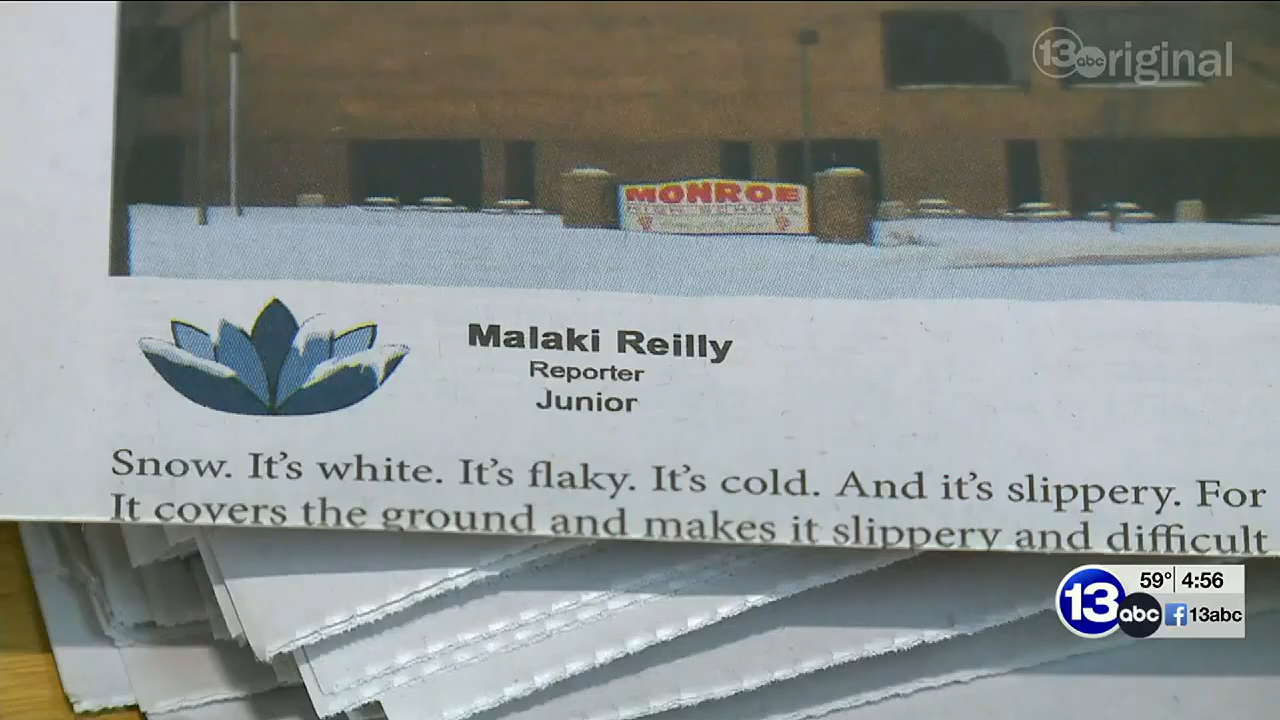 13abc original
MONROE
Malaki Reilly
Reporter
Junior
Snow. It's white. It's flaky. It's cold. And it's slippery. For
It covers the ground and makes it slippery and difficult
59° 4:56
13 abc f 13abc